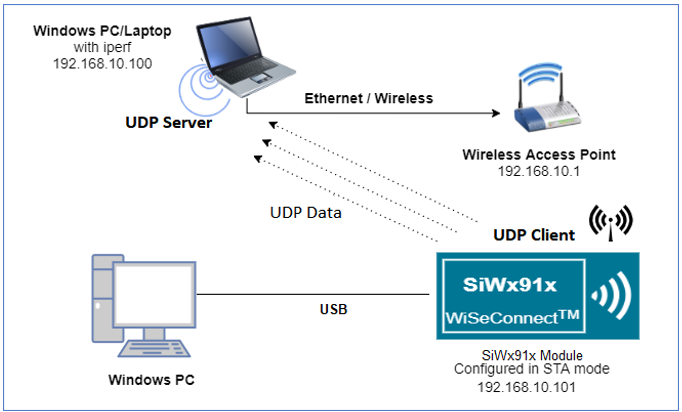 Windows PC/Laptop
with iperf
192.168.10.100
UDP Server
Ethernet / Wireless
Wireless Access Point
192.168.10.1
UDP Data
UDP Client
SiWx91x
WiSeConnect™
USB
Windows PC
SiWx91x Module
Configured in STA mode
192.168.10.101